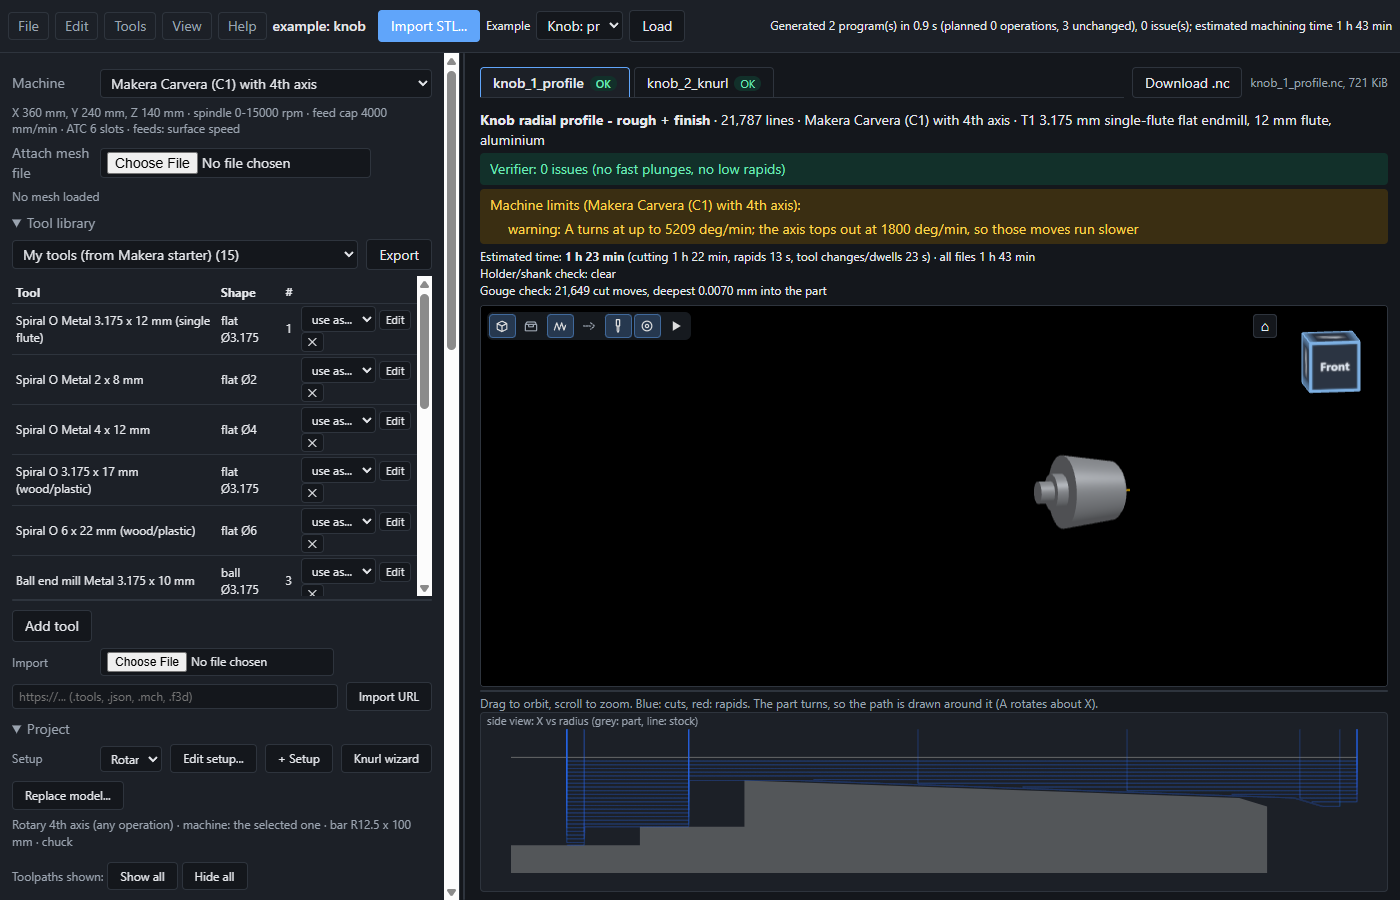 File Edit Tools View Help example: knob Import STL... Example Knob: pr Load Generated 2 program(s) in 0.9 s (planned 0 operations, 3 unchanged), 0 issue(s); estimated machining time 1 h 43 min
Machine Makera Carvera (C1) with 4th axis
X 360 mm, Y 240 mm, Z 140 mm · spindle 0-15000 rpm · feed cap 4000
mm/min · ATC 6 slots · feeds: surface speed
Attach mesh
file
Choose File No file chosen
No mesh loaded
▼ Tool library
My tools (from Makera starter) (15) Export
Tool Shape #
Spiral O Metal 3.175 x 12 mm (single
flute)
flat
Ø3.175
1 use as... Edit
×
Spiral O Metal 2 x 8 mm flat Ø2 use as... Edit
×
Spiral O Metal 4 x 12 mm flat Ø4 use as... Edit
×
Spiral O 3.175 x 17 mm
(wood/plastic)
flat
Ø3.175
use as... Edit
×
Spiral O 6 x 22 mm (wood/plastic) flat Ø6 use as... Edit
×
Ball end mill Metal 3.175 x 10 mm
ball
Ø3.175
3 use as... Edit
×
Add tool
Import Choose File No file chosen
https://... (.tools, .json, .mch, .f3d) Import URL
▼ Project
Setup Rotar Edit setup... + Setup Knurl wizard
Replace model...
Rotary 4th axis (any operation) · machine: the selected one · bar R12.5 x 100
mm · chuck
Toolpaths shown: Show all Hide all
knob_1_profile OK knob_2_knurl OK Download .nc knob_1_profile.nc, 721 KiB
Knob radial profile - rough + finish · 21,787 lines · Makera Carvera (C1) with 4th axis · T1 3.175 mm single-flute flat endmill, 12 mm flute,
aluminium
Verifier: 0 issues (no fast plunges, no low rapids)
Machine limits (Makera Carvera (C1) with 4th axis):
warning: A turns at up to 5209 deg/min; the axis tops out at 1800 deg/min, so those moves run slower
Estimated time: 1 h 23 min (cutting 1 h 22 min, rapids 13 s, tool changes/dwells 23 s) · all files 1 h 43 min
Holder/shank check: clear
Gouge check: 21,649 cut moves, deepest 0.0070 mm into the part
Front
Drag to orbit, scroll to zoom. Blue: cuts, red: rapids. The part turns, so the path is drawn around it (A rotates about X).
side view: X vs radius (grey: part, line: stock)